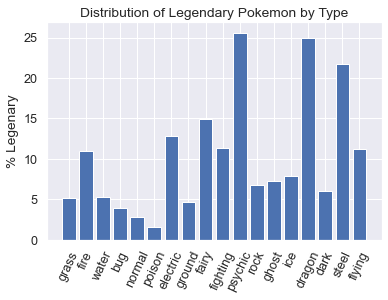 Distribution of Legendary Pokemon by Type
% Legenary
25
20
15
10
5
0
grass
fire
water
bug
normal
poison
electric
ground
fairy
fighting
psychic
rock
ghost
ice
dragon
dark
steel
flying